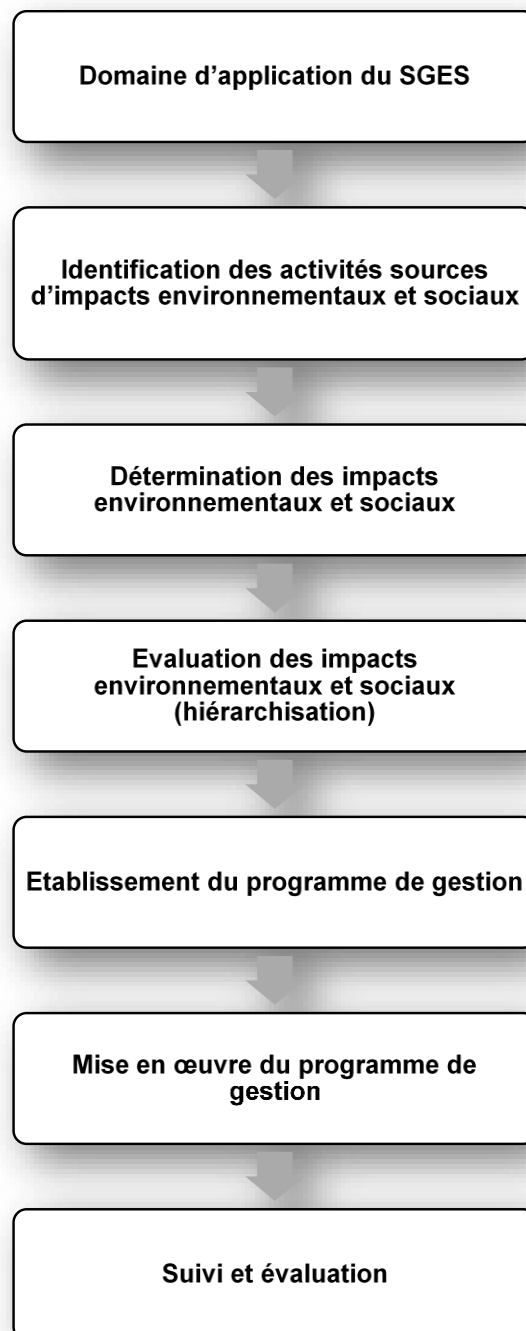 Domaine d’application du SGES
Identification des activités sources
d’impacts environnementaux et sociaux
Détermination des impacts
environnementaux et sociaux
Evaluation des impacts
environnementaux et sociaux
(hiérarchisation)
Etablissement du programme de gestion
Mise en œuvre du programme de
gestion
Suivi et évaluation